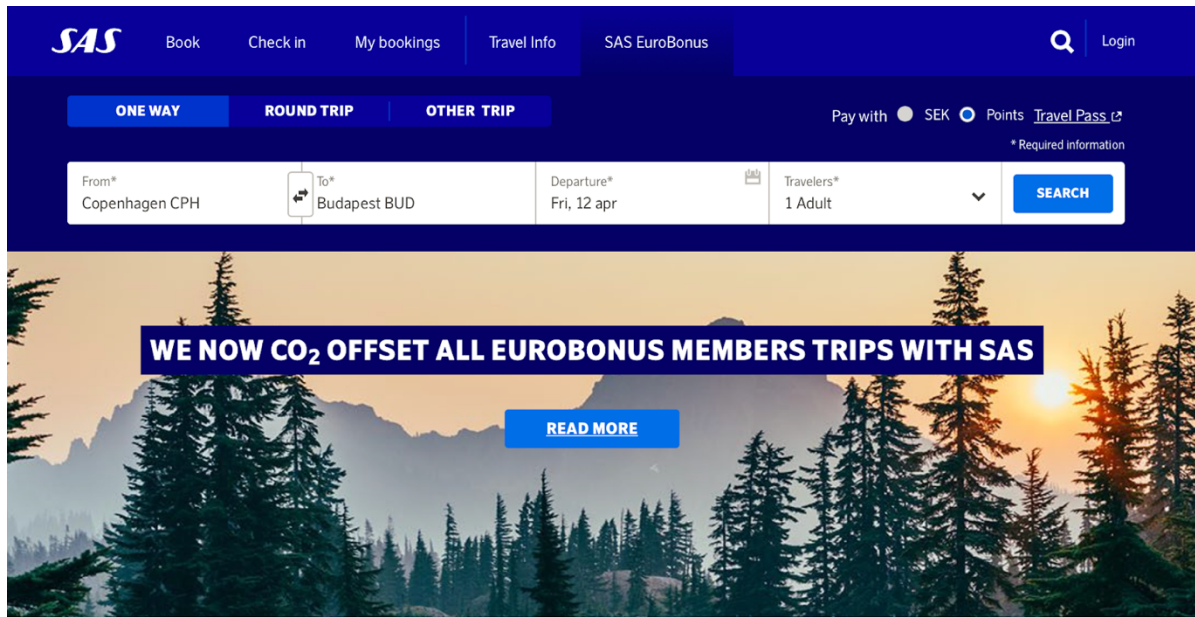 SAS Book Check in My bookings Travel Info SAS EuroBonus Login
ONE WAY ROUND TRIP OTHER TRIP Pay with SEK Points Travel Pass
* Required information
From* To* Departure* Travelers*
Copenhagen CPH Budapest BUD Fri, 12 apr 1 Adult SEARCH
WE NOW CO₂ OFFSET ALL EUROBONUS MEMBERS TRIPS WITH SAS
READ MORE